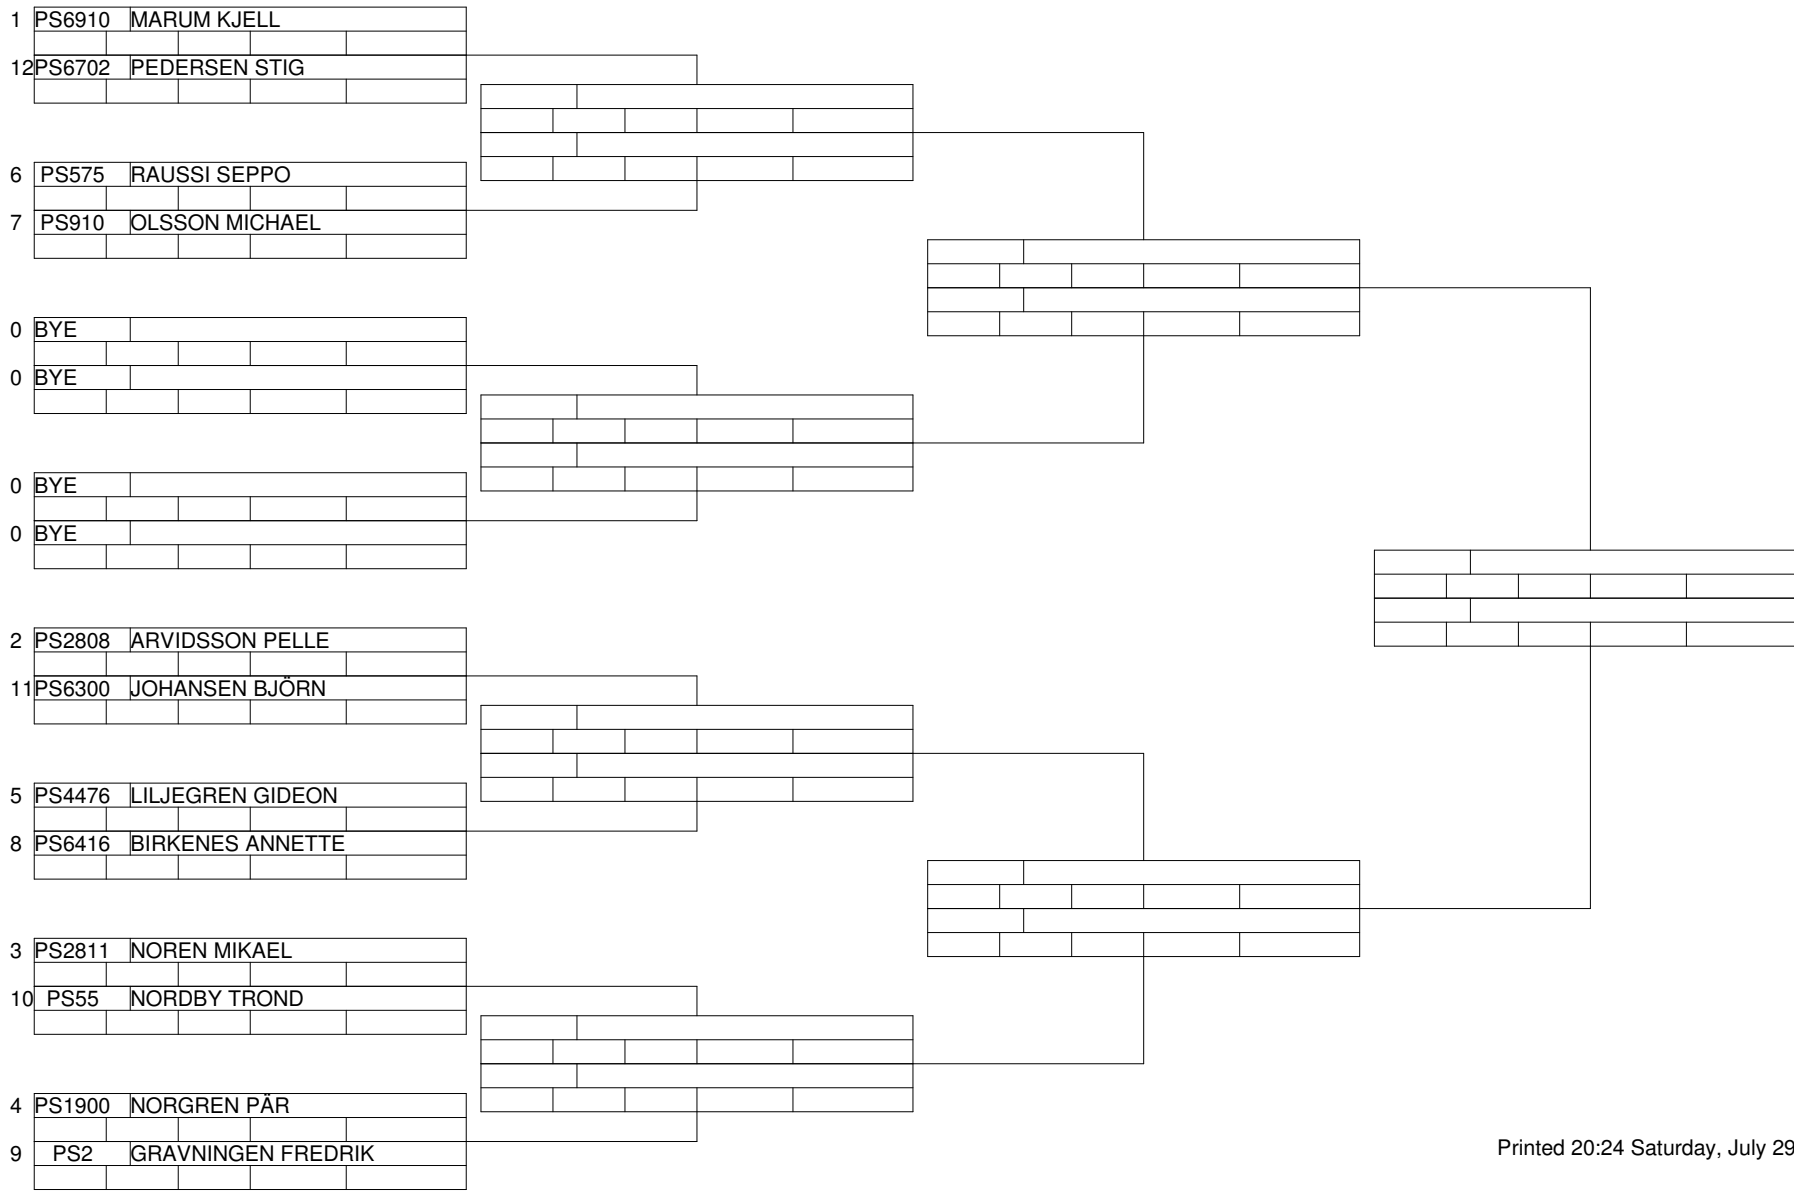 1 PS6910 MARUM KJELL
12 PS6702 PEDERSEN STIG
6 PS575 RAUSSI SEPPO
7 PS910 OLSSON MICHAEL
0 BYE
0 BYE
0 BYE
0 BYE
2 PS2808 ARVIDSSON PELLE
11 PS6300 JOHANSEN BJÖRN
5 PS4476 LILJEGREN GIDEON
8 PS6416 BIRKENES ANNETTE
3 PS2811 NOREN MIKAEL
10 PS55 NORDBY TROND
4 PS1900 NORGREN PÄR
9 PS2 GRAVNINGEN FREDRIK
Printed 20:24 Saturday, July 29